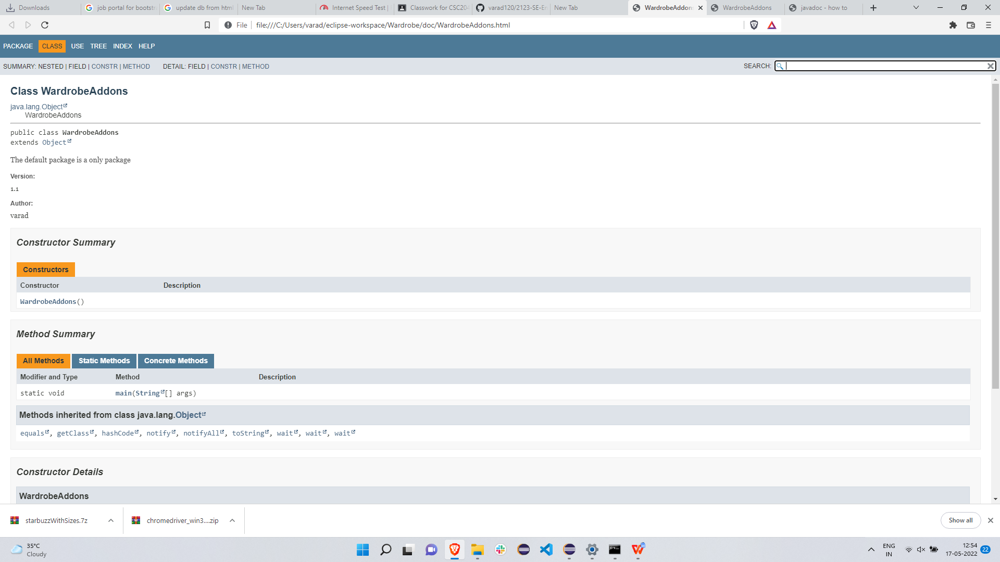 Downloads
job portal for bootstr
update db from html
New Tab
Internet Speed Test |
Classwork for CSC204
varad120/2123-SE-En
New Tab
WardrobeAddons
WardrobeAddons
javadoc - how to
File
file:///C:/Users/varad/eclipse-workspace/Wardrobe/doc/WardrobeAddons.html
PACKAGE CLASS USE TREE INDEX HELP
SUMMARY: NESTED | FIELD | CONSTR | METHOD DETAIL: FIELD | CONSTR | METHOD
SEARCH:
Class WardrobeAddons
java.lang.Object
WardrobeAddons
public class WardrobeAddons
extends Object
The default package is a only package
Version:
1.1
Author:
varad
Constructor Summary
Constructors
Constructor Description
WardrobeAddons()
Method Summary
All Methods Static Methods Concrete Methods
Modifier and Type Method Description
static void main(String[] args)
Methods inherited from class java.lang.Object
equals, getClass, hashCode, notify, notifyAll, toString, wait, wait, wait
Constructor Details
WardrobeAddons
starbuzzWithSizes.7z
chromedriver_win3....zip
Show all
35°C
Cloudy
ENG
IN
12:54
17-05-2022
22